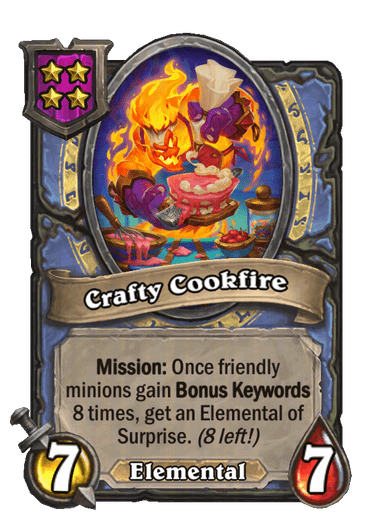 Crafty Cookfire
Mission: Once friendly
minions gain Bonus Keywords
8 times, get an Elemental of
Surprise. (8 left!)
7
Elemental
7